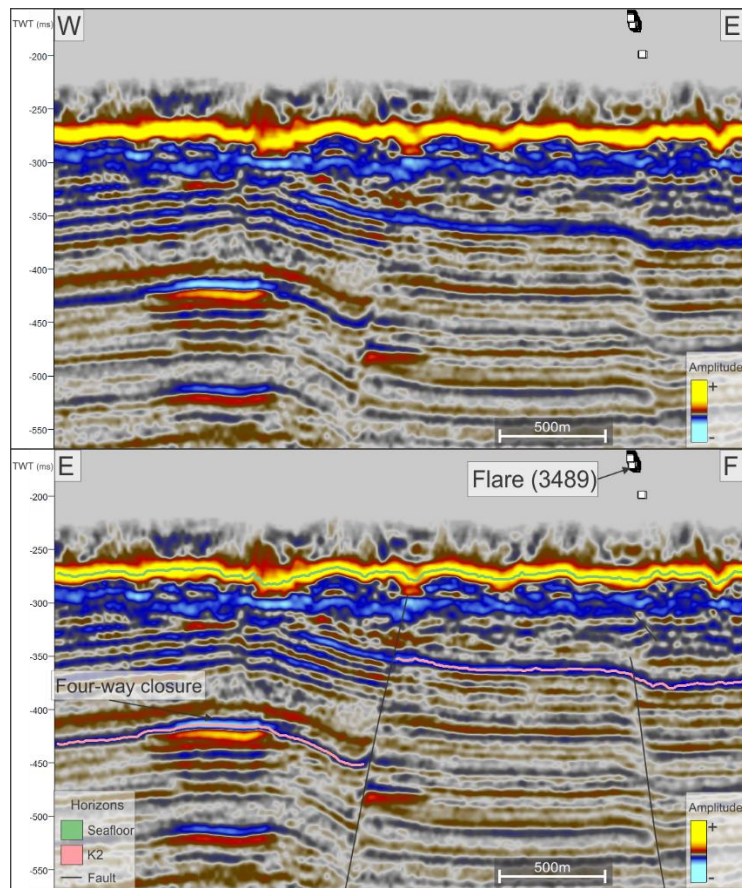 TWT (ms)
W
E
-200
-250
-300
-350
-400
-450
-500
-550
Amplitude
+
-
500m
TWT (ms)
E
F
Flare (3489)
-200
-250
-300
-350
Four-way closure
-400
-450
-500
-550
Horizons
Seafloor
K2
Fault
Amplitude
+
-
500m